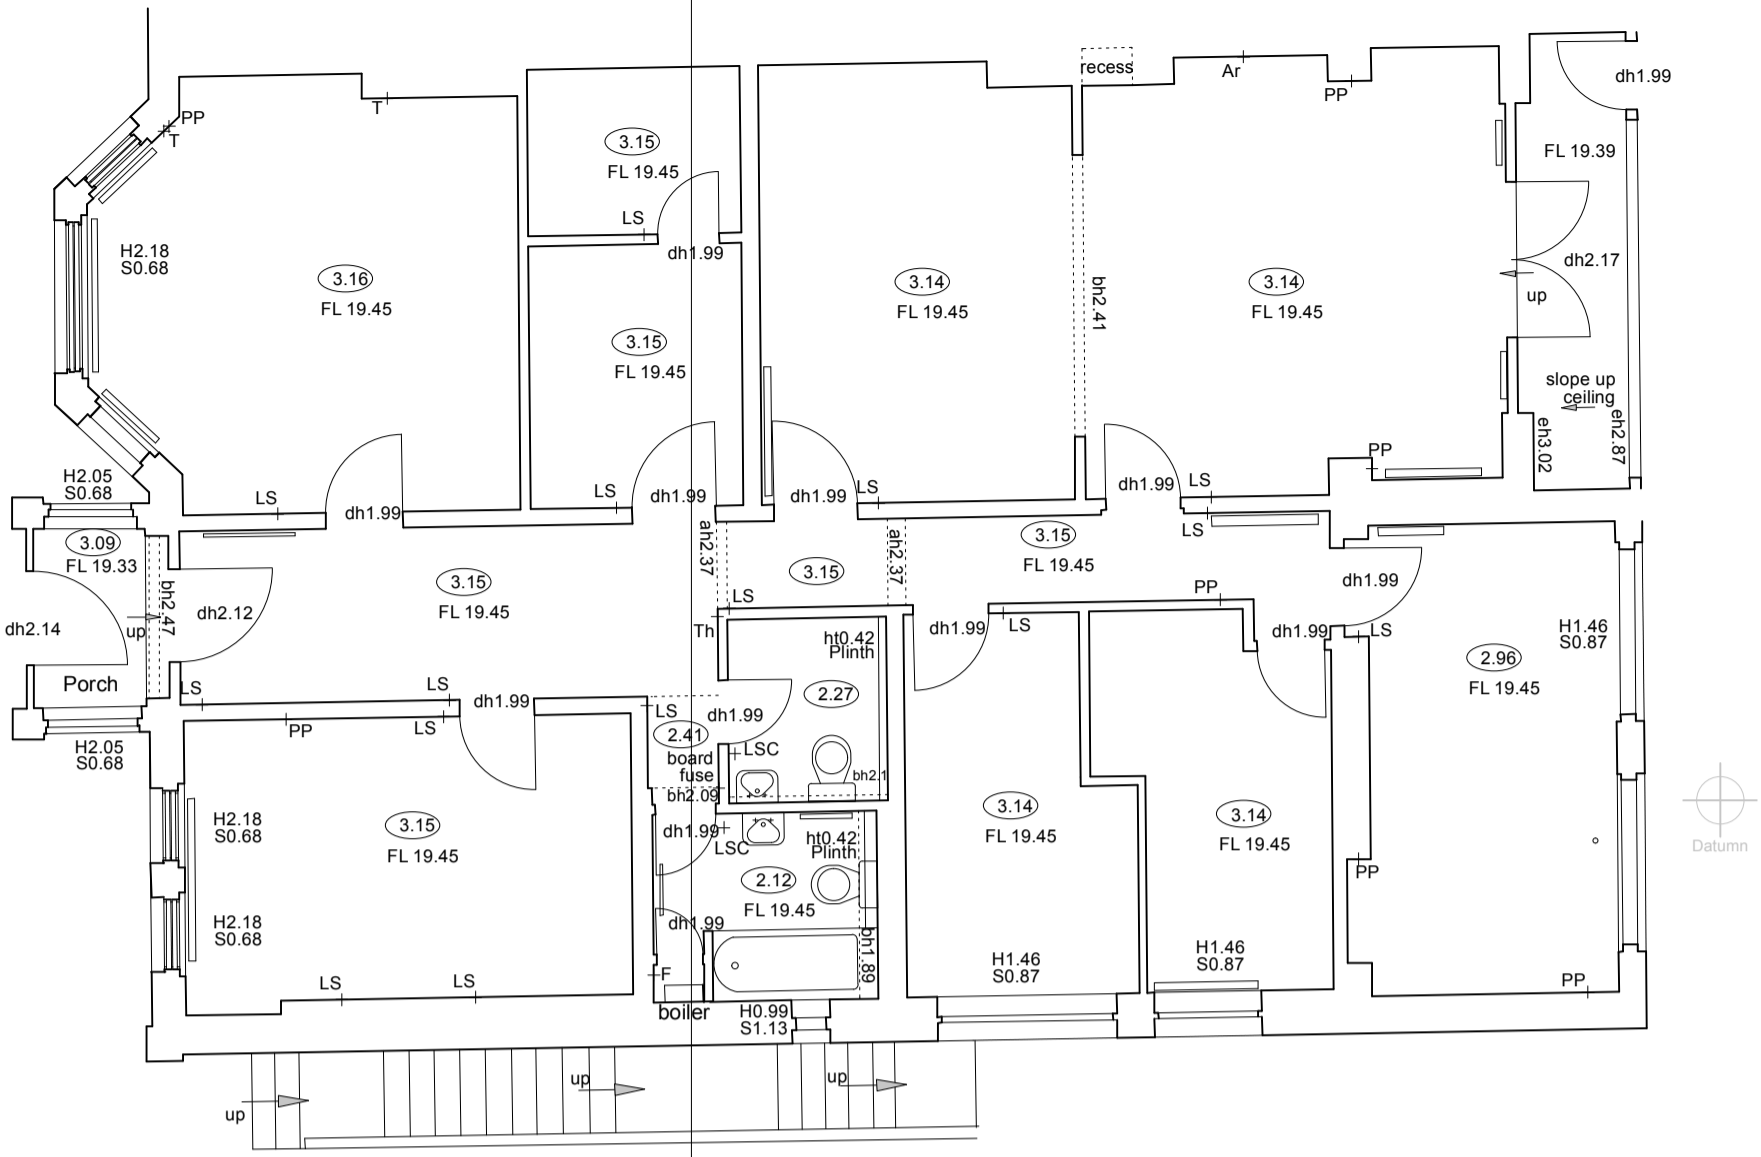 recess
Ar
PP
dh1.99
T
PP
T
3.15
FL 19.45
FL 19.39
LS
dh1.99
H2.18
S0.68
3.16
FL 19.45
3.14
FL 19.45
bh2.41
3.14
FL 19.45
dh2.17
up
3.15
FL 19.45
slope up
ceiling
eh3.02
eh2.87
H2.05
S0.68
LS
dh1.99
LS
dh1.99
dh1.99
LS
dh1.99
LS
PP
3.09
FL 19.33
ah2.37
ah2.37
3.15
FL 19.45
LS
bh2.47
dh2.12
3.15
FL 19.45
3.15
dh1.99
dh2.14
up
LS
PP
Th
ht0.42
Plinth
dh1.99
LS
dh1.99
LS
H1.46
S0.87
Porch
LS
LS
dh1.99
LS
2.27
2.96
FL 19.45
PP
LS
dh1.99
2.41
LSC
board
fuse
bh2.09
bh2.1
H2.05
S0.68
H2.18
S0.68
3.15
FL 19.45
dh1.99
LSC
ht0.42
Plinth
3.14
FL 19.45
3.14
FL 19.45
Datumn
2.12
FL 19.45
PP
H2.18
S0.68
dh1.99
bh1.89
H1.46
S0.87
H1.46
S0.87
LS
LS
F
PP
boiler
H0.99
S1.13
up
up
up